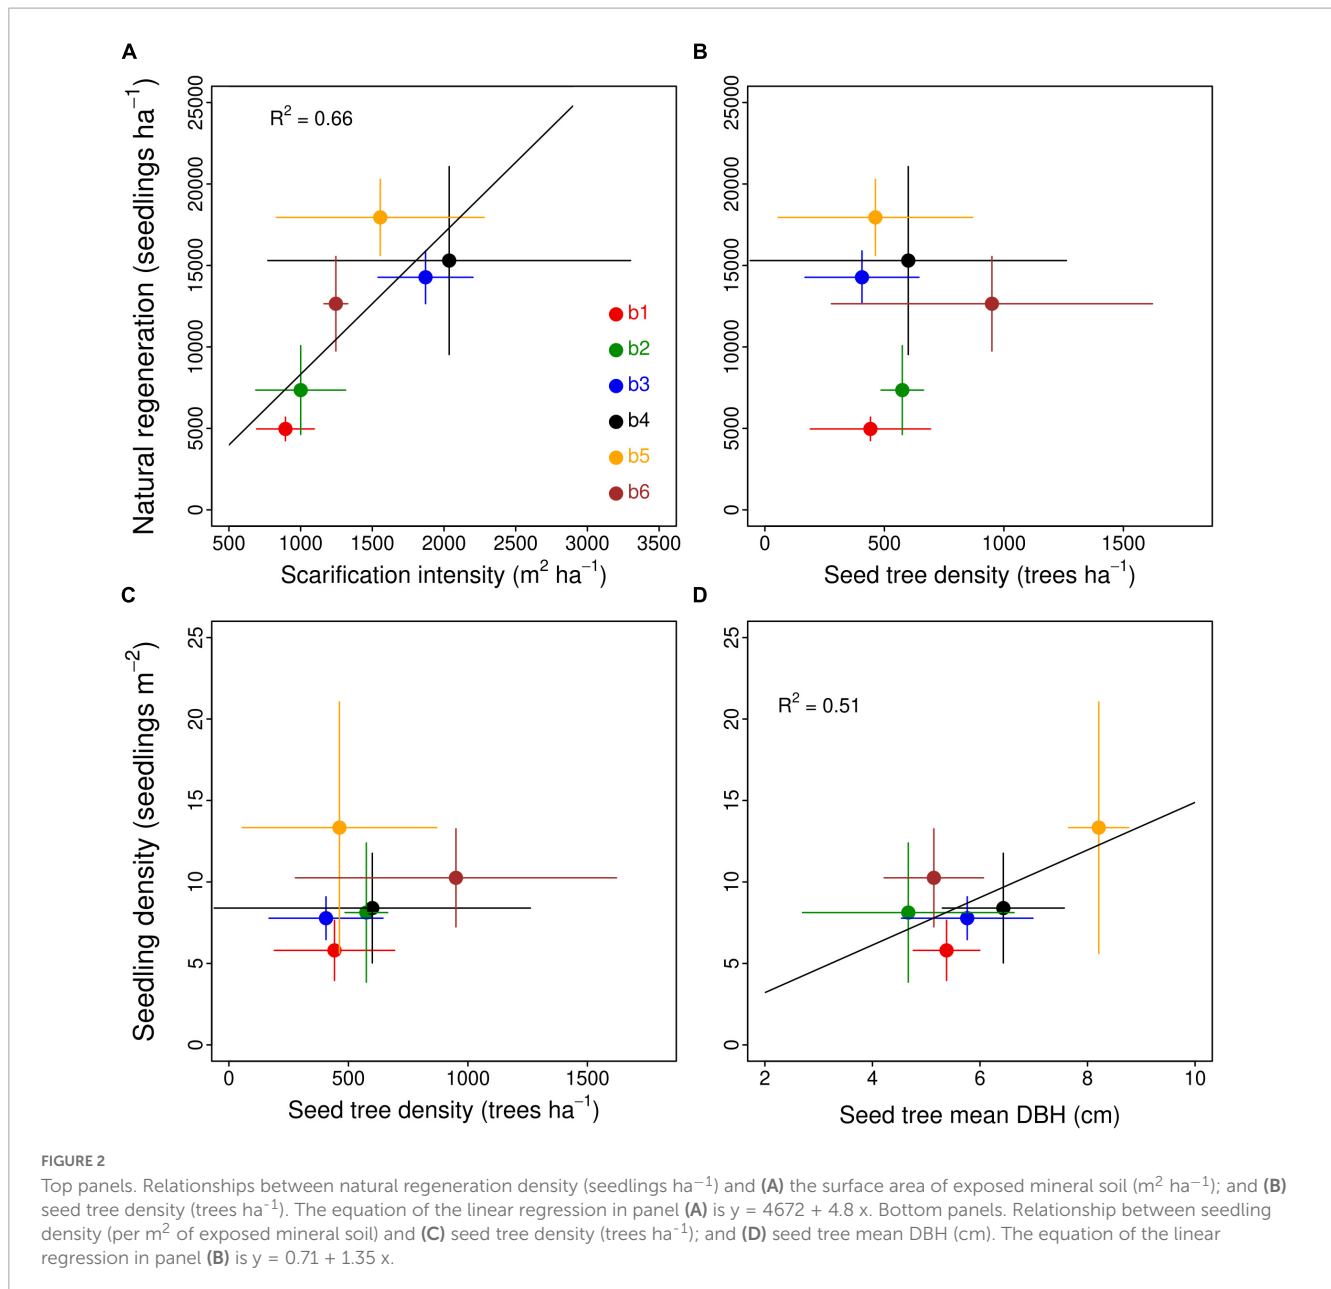 A
B
Natural regeneration (seedlings ha⁻¹)
25000
20000
15000
10000
5000
0
R² = 0.66
b1
b2
b3
b4
b5
b6
500 1000 1500 2000 2500 3000 3500
Scarification intensity (m² ha⁻¹)
25000
20000
15000
10000
5000
0
0 500 1000 1500
Seed tree density (trees ha⁻¹)
C
D
Seedling density (seedlings m⁻²)
25
20
15
10
5
0
0 500 1000 1500
Seed tree density (trees ha⁻¹)
25
20
15
10
5
0
R² = 0.51
2 4 6 8 10
Seed tree mean DBH (cm)
FIGURE 2
Top panels. Relationships between natural regeneration density (seedlings ha⁻¹) and (A) the surface area of exposed mineral soil (m² ha⁻¹); and (B)
seed tree density (trees ha⁻¹). The equation of the linear regression in panel (A) is y = 4672 + 4.8 x. Bottom panels. Relationship between seedling
density (per m² of exposed mineral soil) and (C) seed tree density (trees ha⁻¹); and (D) seed tree mean DBH (cm). The equation of the linear
regression in panel (B) is y = 0.71 + 1.35 x.